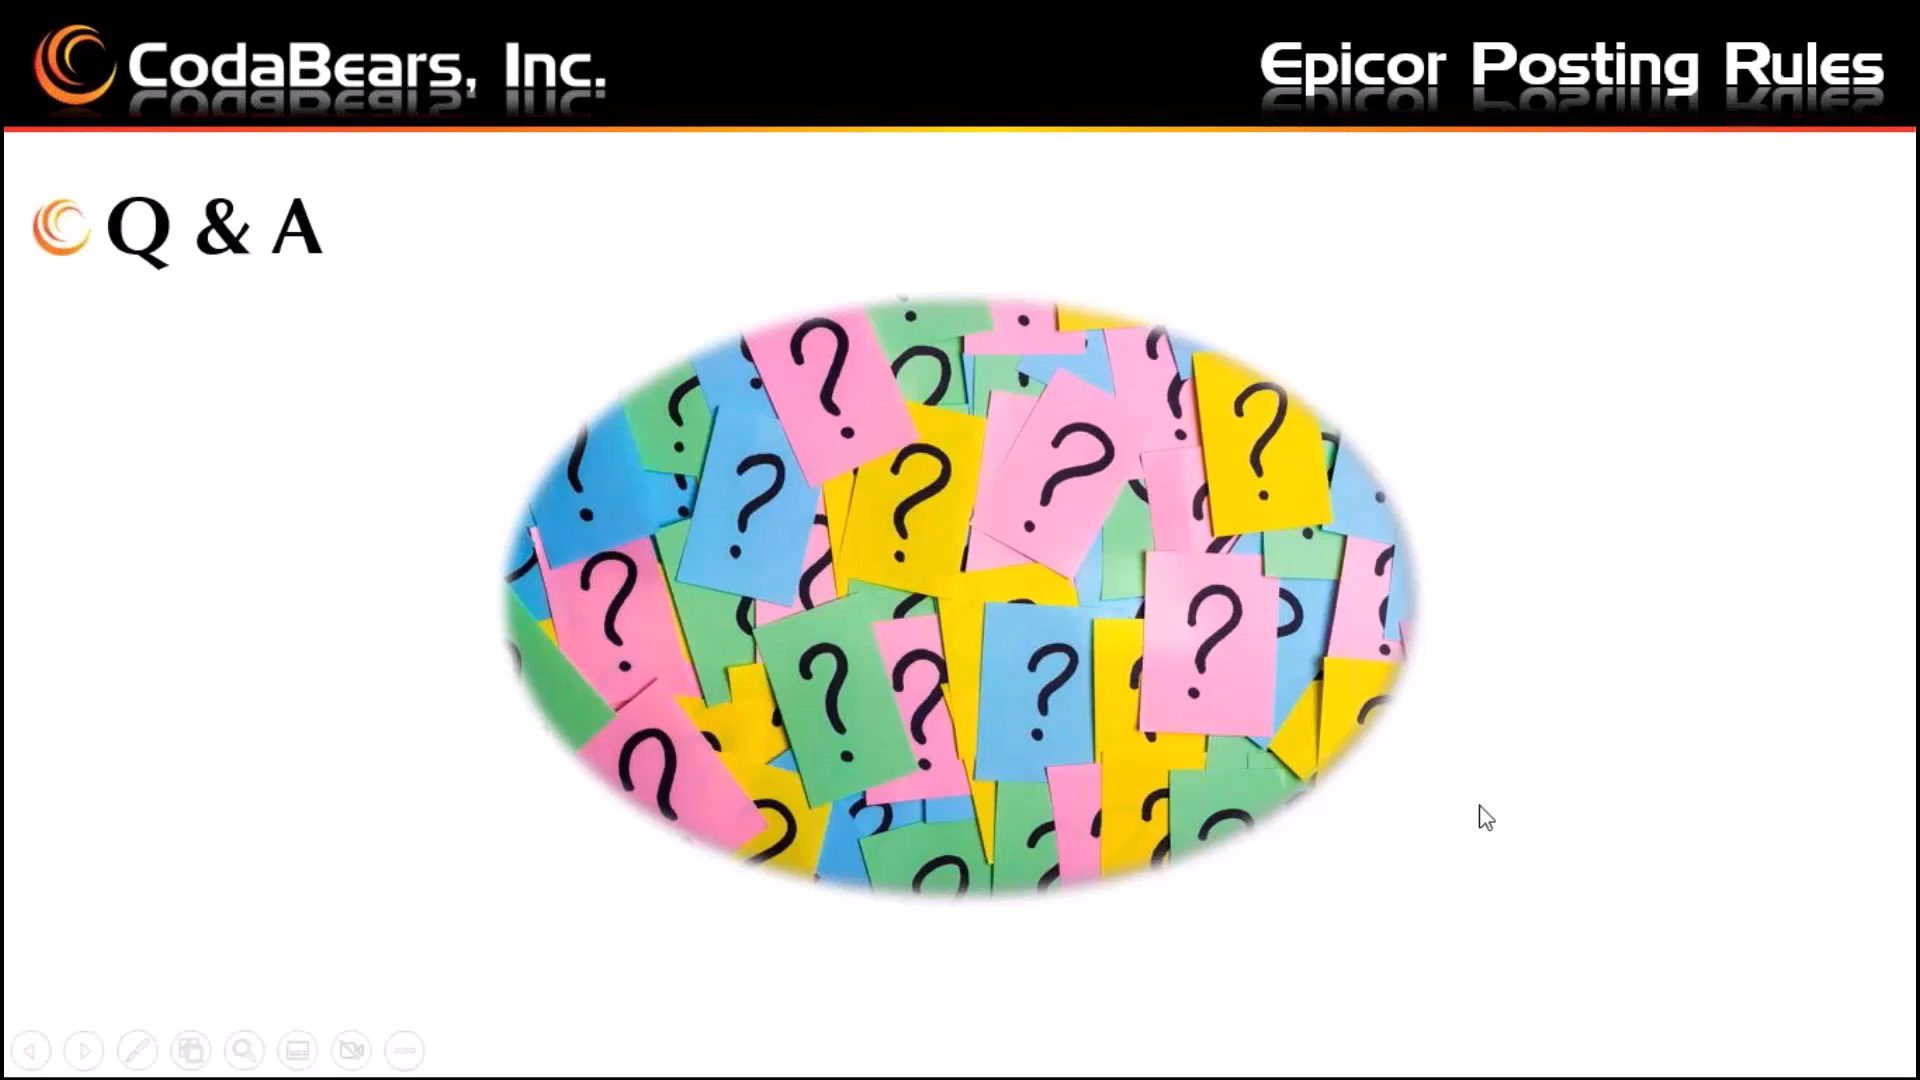 CodaBears, Inc.
Epicor Posting Rules
Q & A
? ? ? ? ? ? ? ? ? ? ? ?